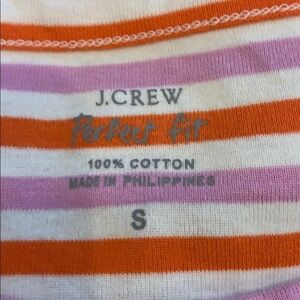 J.CREW
Perfect fit
100% COTTON
MADE IN PHILIPPINES
S